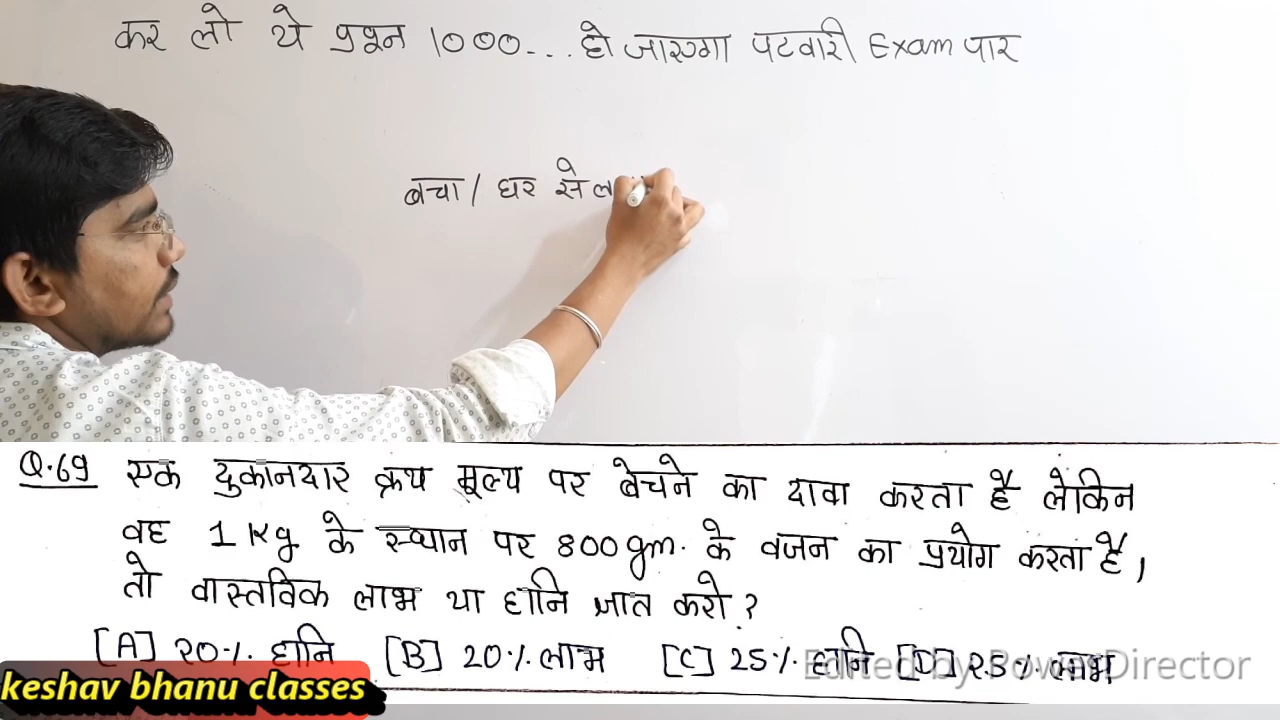 कर लो ये प्रश्न 1000... हो जाएगा पटवारी Exam पार
बचा / घर से
Q.69 एक दुकानदार क्रय मूल्य पर बेचने का दावा करता है लेकिन
वह 1 Kg के स्थान पर 800 gm. के वजन का प्रयोग करता है,
तो वास्तविक लाभ या हानि ज्ञात करो ?
[A] 20%. हानि [B] 20%. लाभ [C] 25%. हानि [D] 25%. लाभ
Edited by PowerDirector
keshav bhanu classes